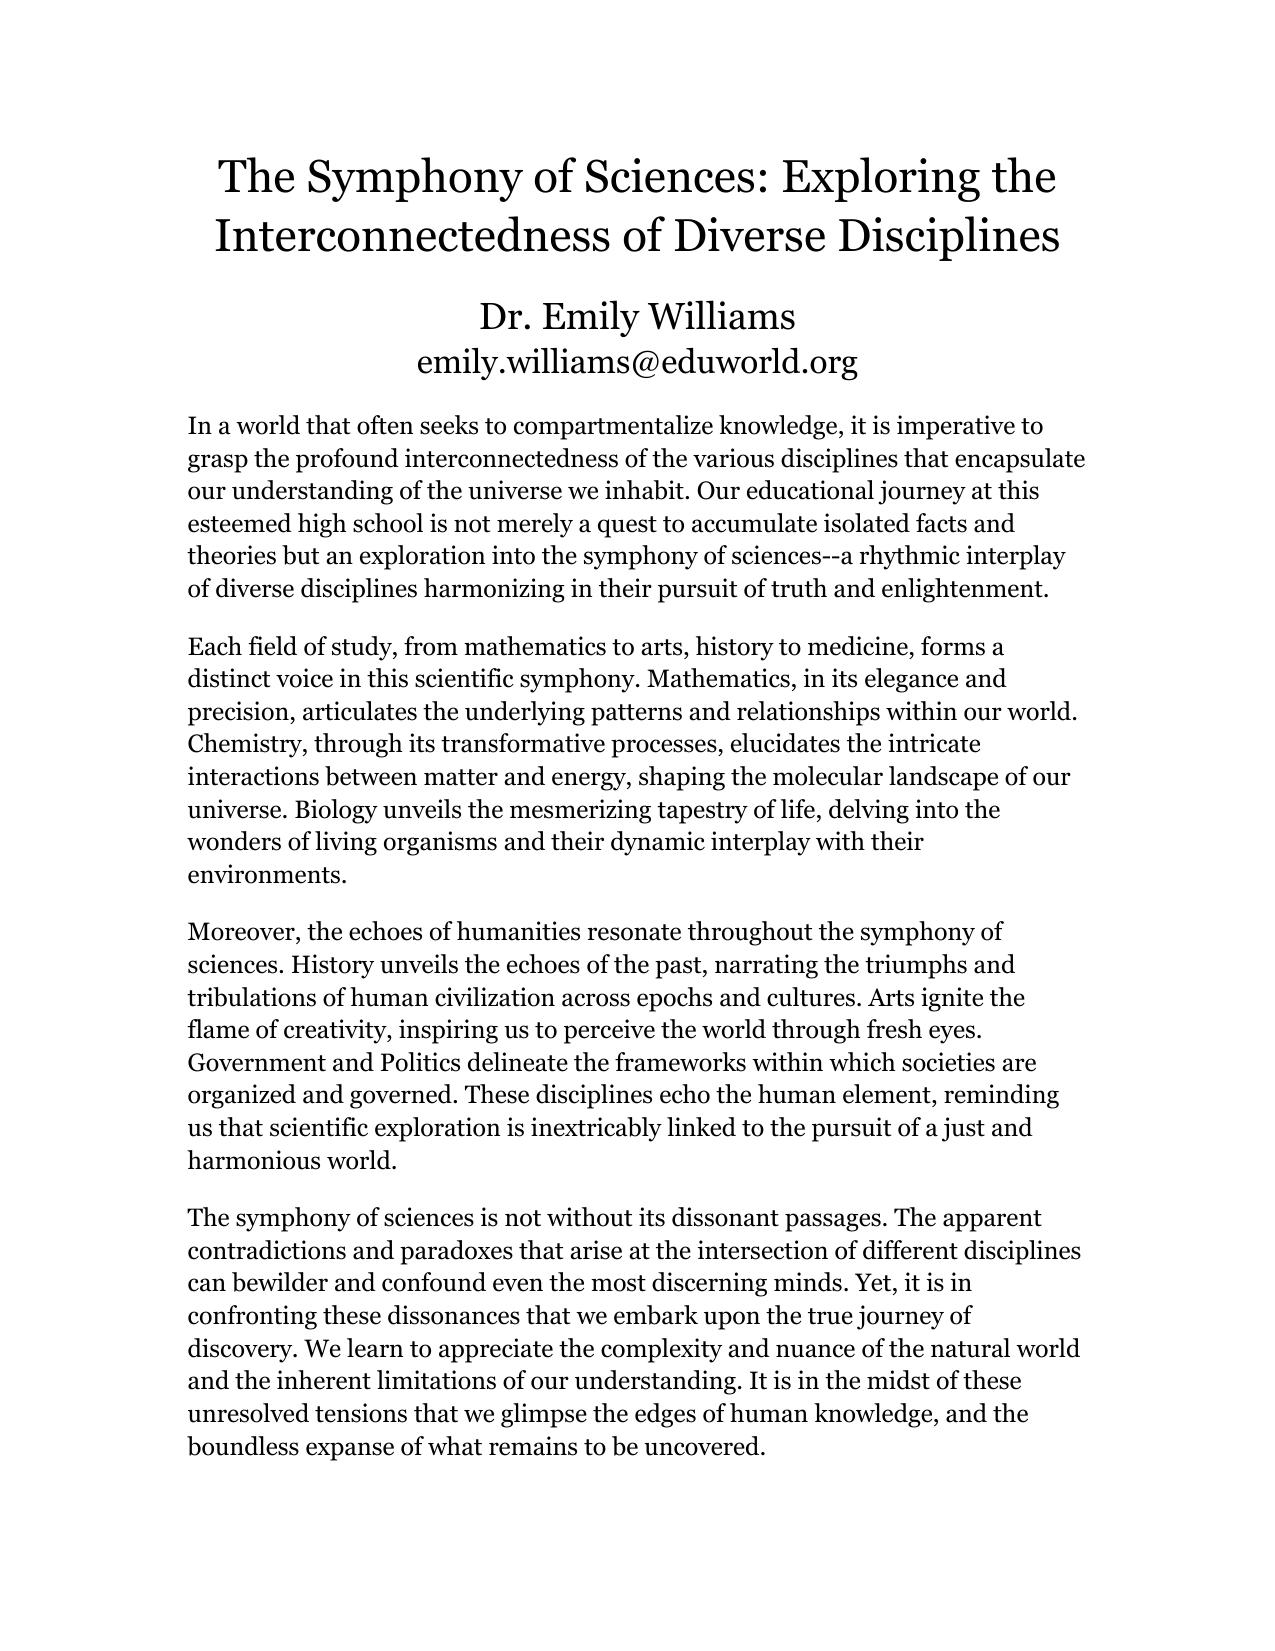 The Symphony of Sciences: Exploring the
Interconnectedness of Diverse Disciplines
Dr. Emily Williams
emily.williams@eduworld.org
In a world that often seeks to compartmentalize knowledge, it is imperative to
grasp the profound interconnectedness of the various disciplines that encapsulate
our understanding of the universe we inhabit. Our educational journey at this
esteemed high school is not merely a quest to accumulate isolated facts and
theories but an exploration into the symphony of sciences--a rhythmic interplay
of diverse disciplines harmonizing in their pursuit of truth and enlightenment.
Each field of study, from mathematics to arts, history to medicine, forms a
distinct voice in this scientific symphony. Mathematics, in its elegance and
precision, articulates the underlying patterns and relationships within our world.
Chemistry, through its transformative processes, elucidates the intricate
interactions between matter and energy, shaping the molecular landscape of our
universe. Biology unveils the mesmerizing tapestry of life, delving into the
wonders of living organisms and their dynamic interplay with their
environments.
Moreover, the echoes of humanities resonate throughout the symphony of
sciences. History unveils the echoes of the past, narrating the triumphs and
tribulations of human civilization across epochs and cultures. Arts ignite the
flame of creativity, inspiring us to perceive the world through fresh eyes.
Government and Politics delineate the frameworks within which societies are
organized and governed. These disciplines echo the human element, reminding
us that scientific exploration is inextricably linked to the pursuit of a just and
harmonious world.
The symphony of sciences is not without its dissonant passages. The apparent
contradictions and paradoxes that arise at the intersection of different disciplines
can bewilder and confound even the most discerning minds. Yet, it is in
confronting these dissonances that we embark upon the true journey of
discovery. We learn to appreciate the complexity and nuance of the natural world
and the inherent limitations of our understanding. It is in the midst of these
unresolved tensions that we glimpse the edges of human knowledge, and the
boundless expanse of what remains to be uncovered.